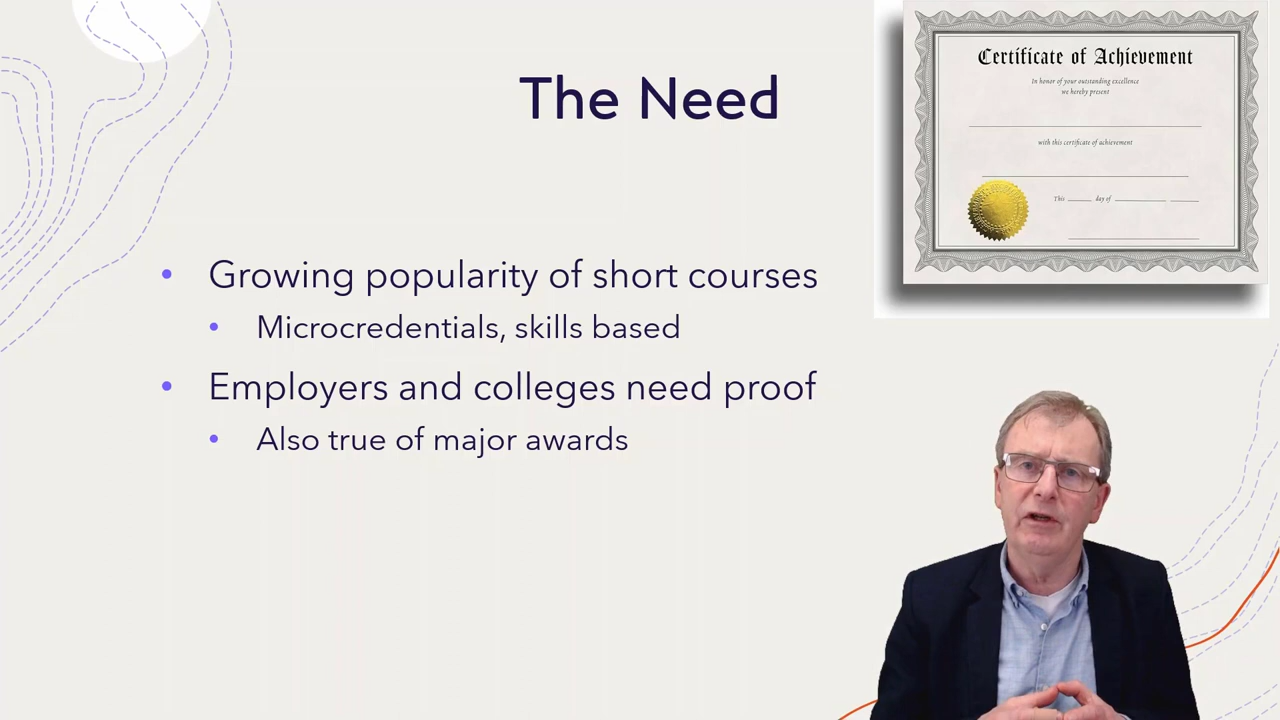 The Need
Growing popularity of short courses
Microcredentials, skills based
Employers and colleges need proof
Also true of major awards
Certificate of Achievement
In honor of your outstanding excellence
we hereby present
with this certificate of achievement
This day of